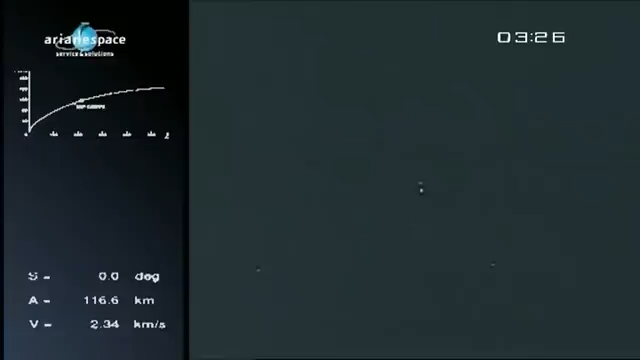 arianespace
service & solutions
03:26
S = 0.0 deg
A = 116.6 km
V = 2.34 km/s